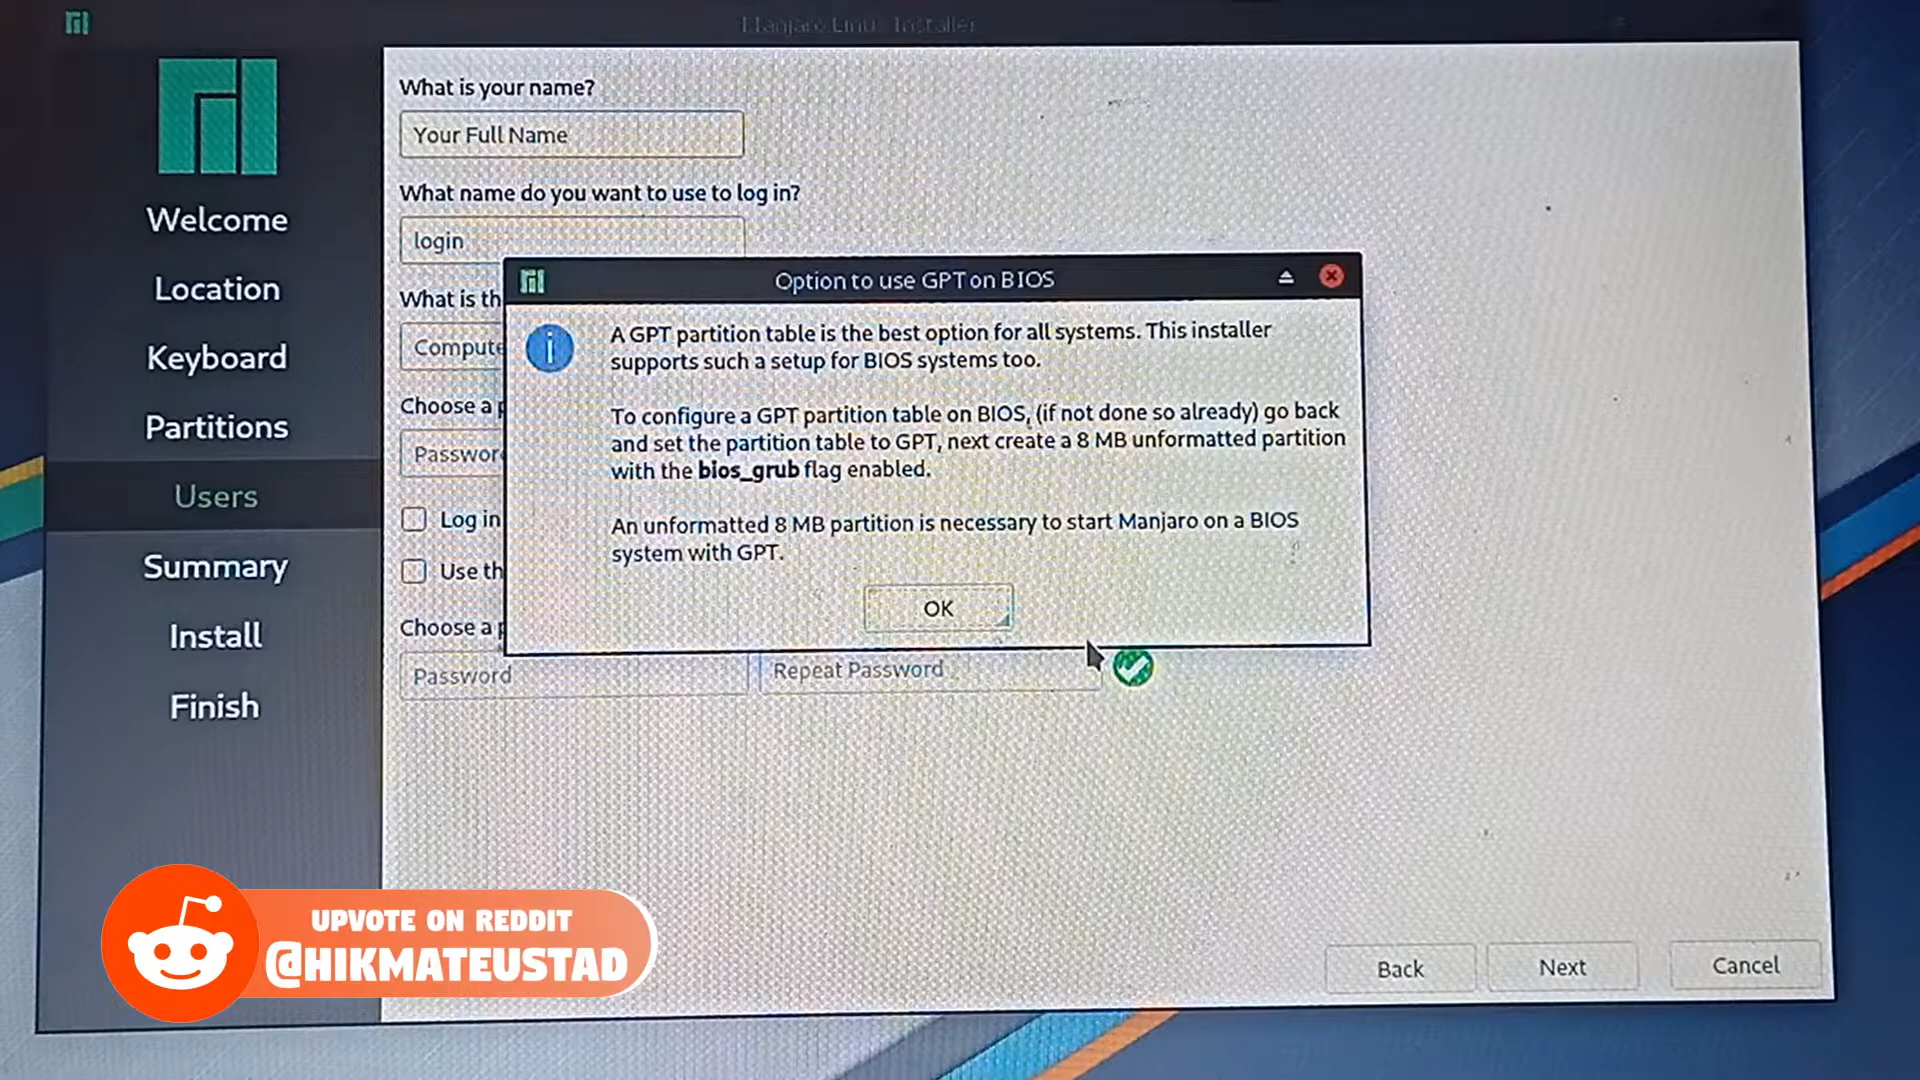 Manjaro Linux Installer
What is your name?
Your Full Name
What name do you want to use to log in?
login
What is th
Compute
Choose a p
Passwor
Log in
Use th
Choose a p
Password
Repeat Password
Welcome
Location
Keyboard
Partitions
Users
Summary
Install
Finish
Option to use GPT on BIOS
A GPT partition table is the best option for all systems. This installer
supports such a setup for BIOS systems too.
To configure a GPT partition table on BIOS, (if not done so already) go back
and set the partition table to GPT, next create a 8 MB unformatted partition
with the bios_grub flag enabled.
An unformatted 8 MB partition is necessary to start Manjaro on a BIOS
system with GPT.
OK
Back
Next
Cancel
UPVOTE ON REDDIT
@HIKMATEUSTAD